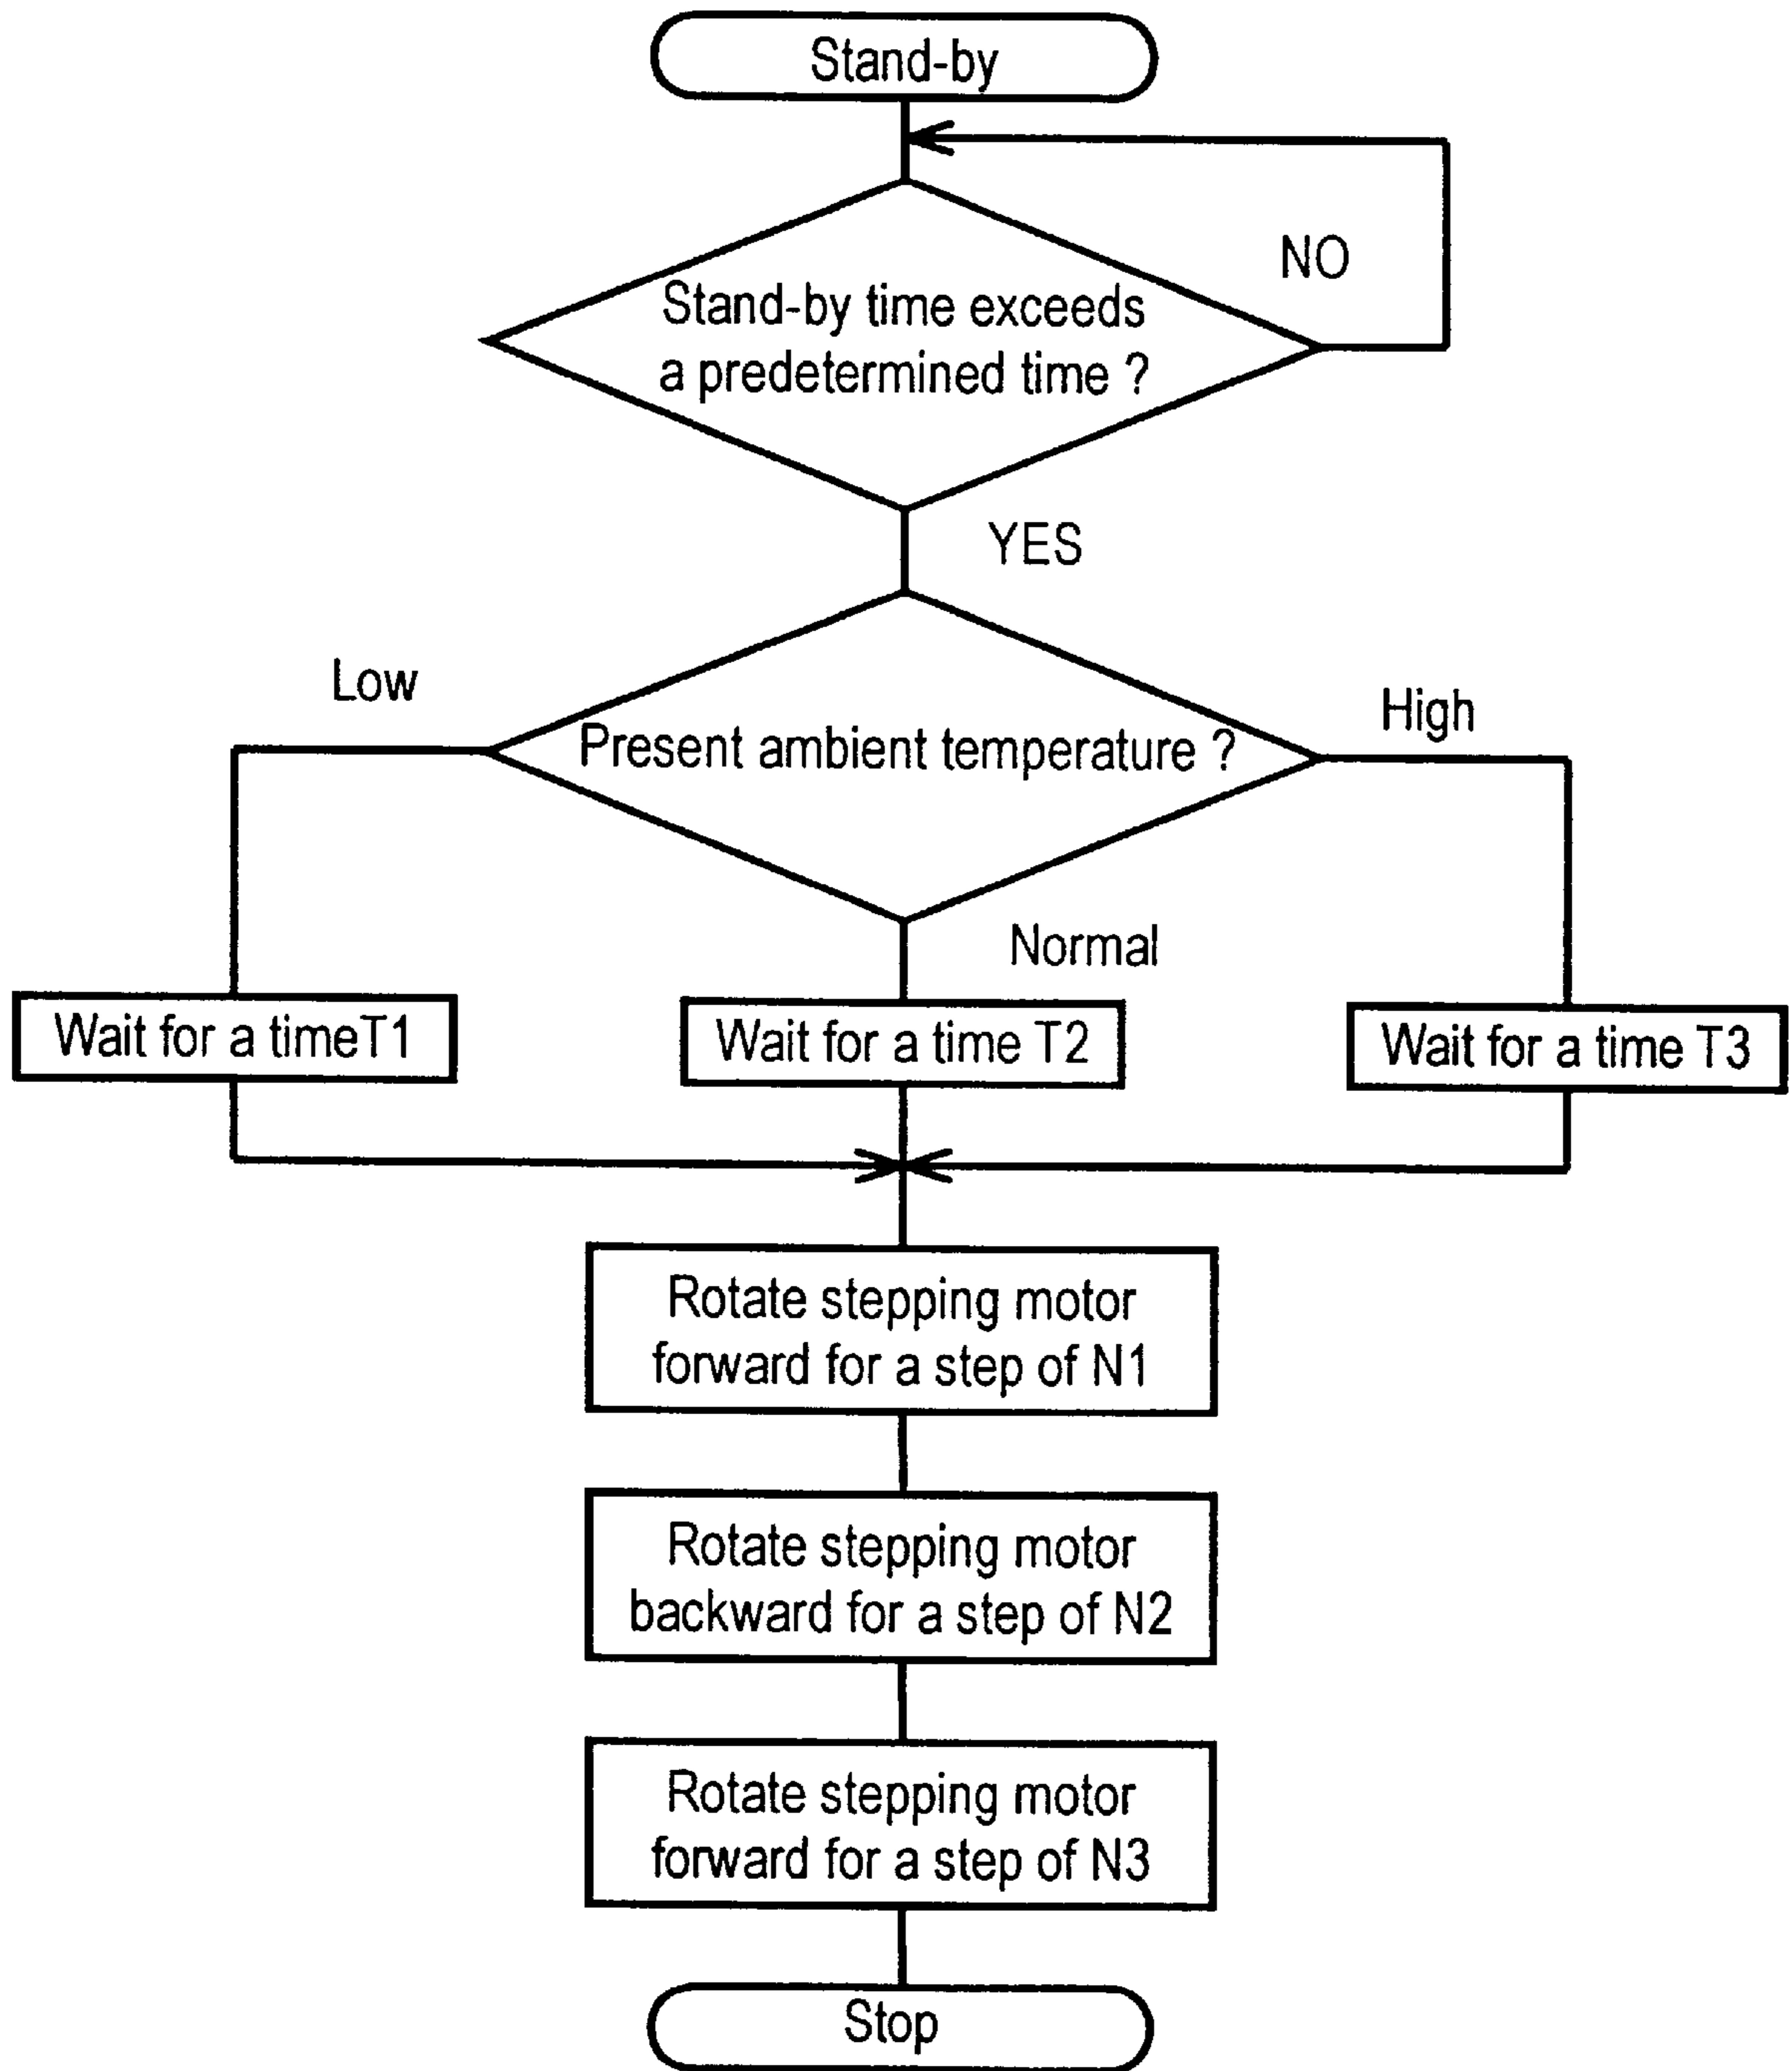 Stand-by
NO
Stand-by time exceeds
a predetermined time ?
YES
Low
High
Present ambient temperature ?
Normal
Wait for a timeT1
Wait for a time T2
Wait for a time T3
Rotate stepping motor
forward for a step of N1
Rotate stepping motor
backward for a step of N2
Rotate stepping motor
forward for a step of N3
Stop